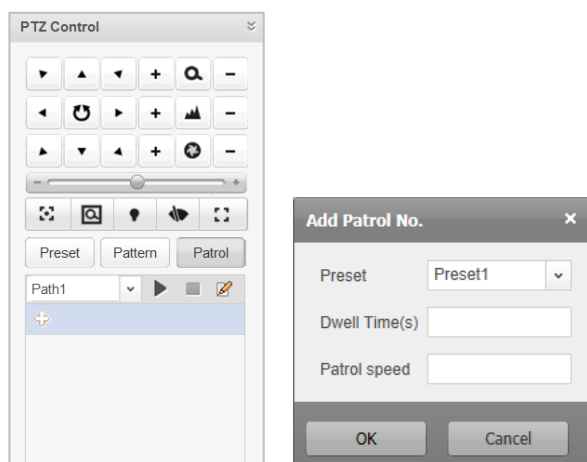 PTZ Control
Preset
Pattern
Patrol
Path1
Add Patrol No.
Preset
Preset1
Dwell Time(s)
Patrol speed
OK
Cancel